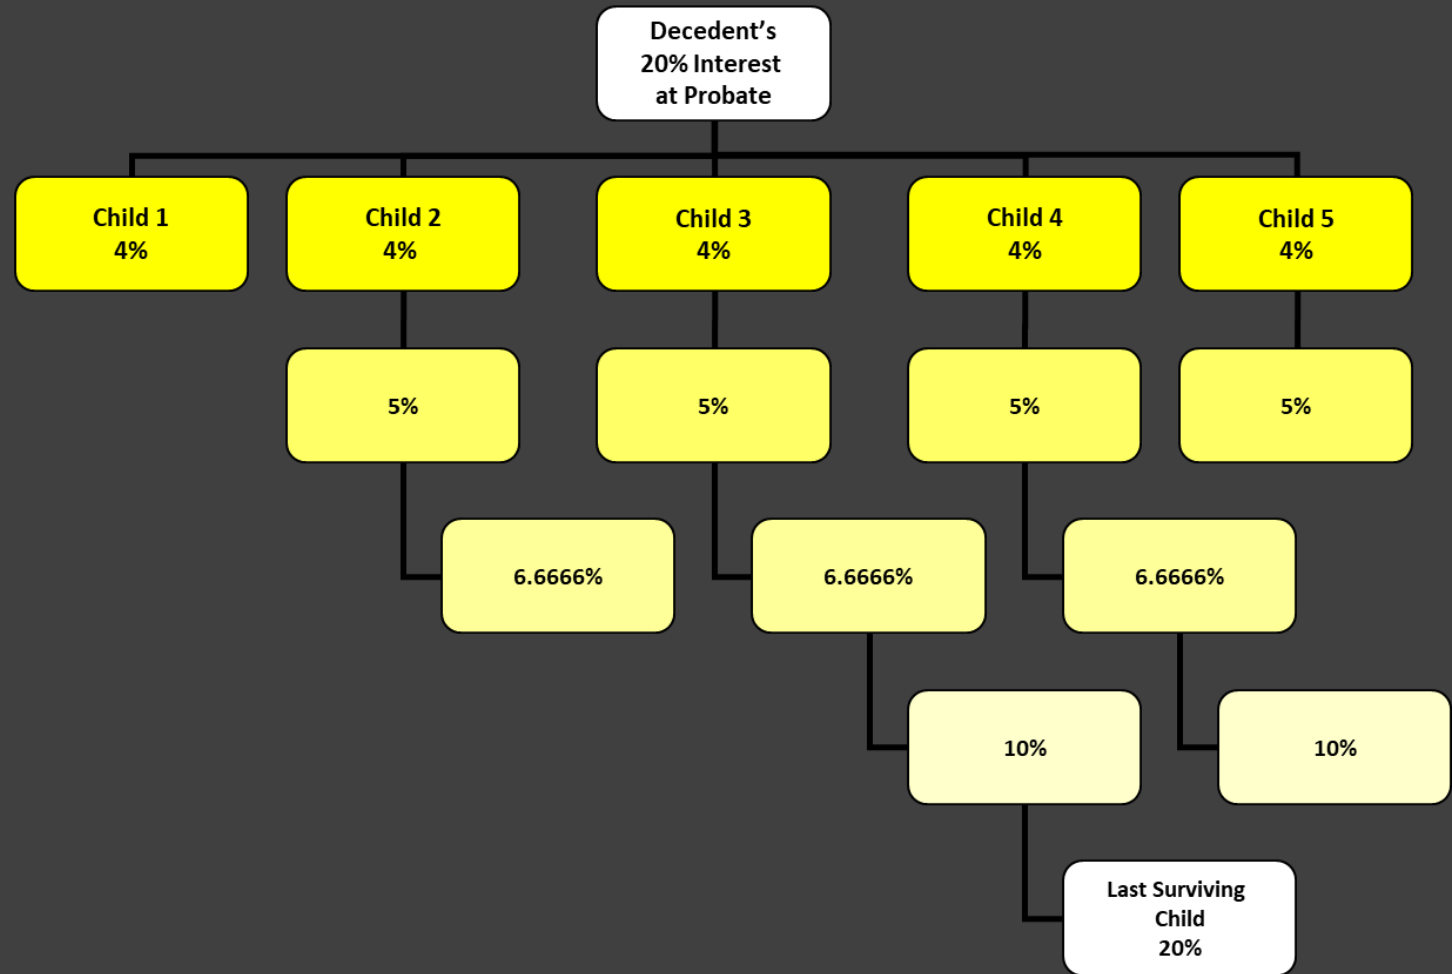 Decedent’s
20% Interest
at Probate
Child 1
4%
Child 2
4%
Child 3
4%
Child 4
4%
Child 5
4%
5%
5%
5%
5%
6.6666%
6.6666%
6.6666%
10%
10%
Last Surviving
Child
20%